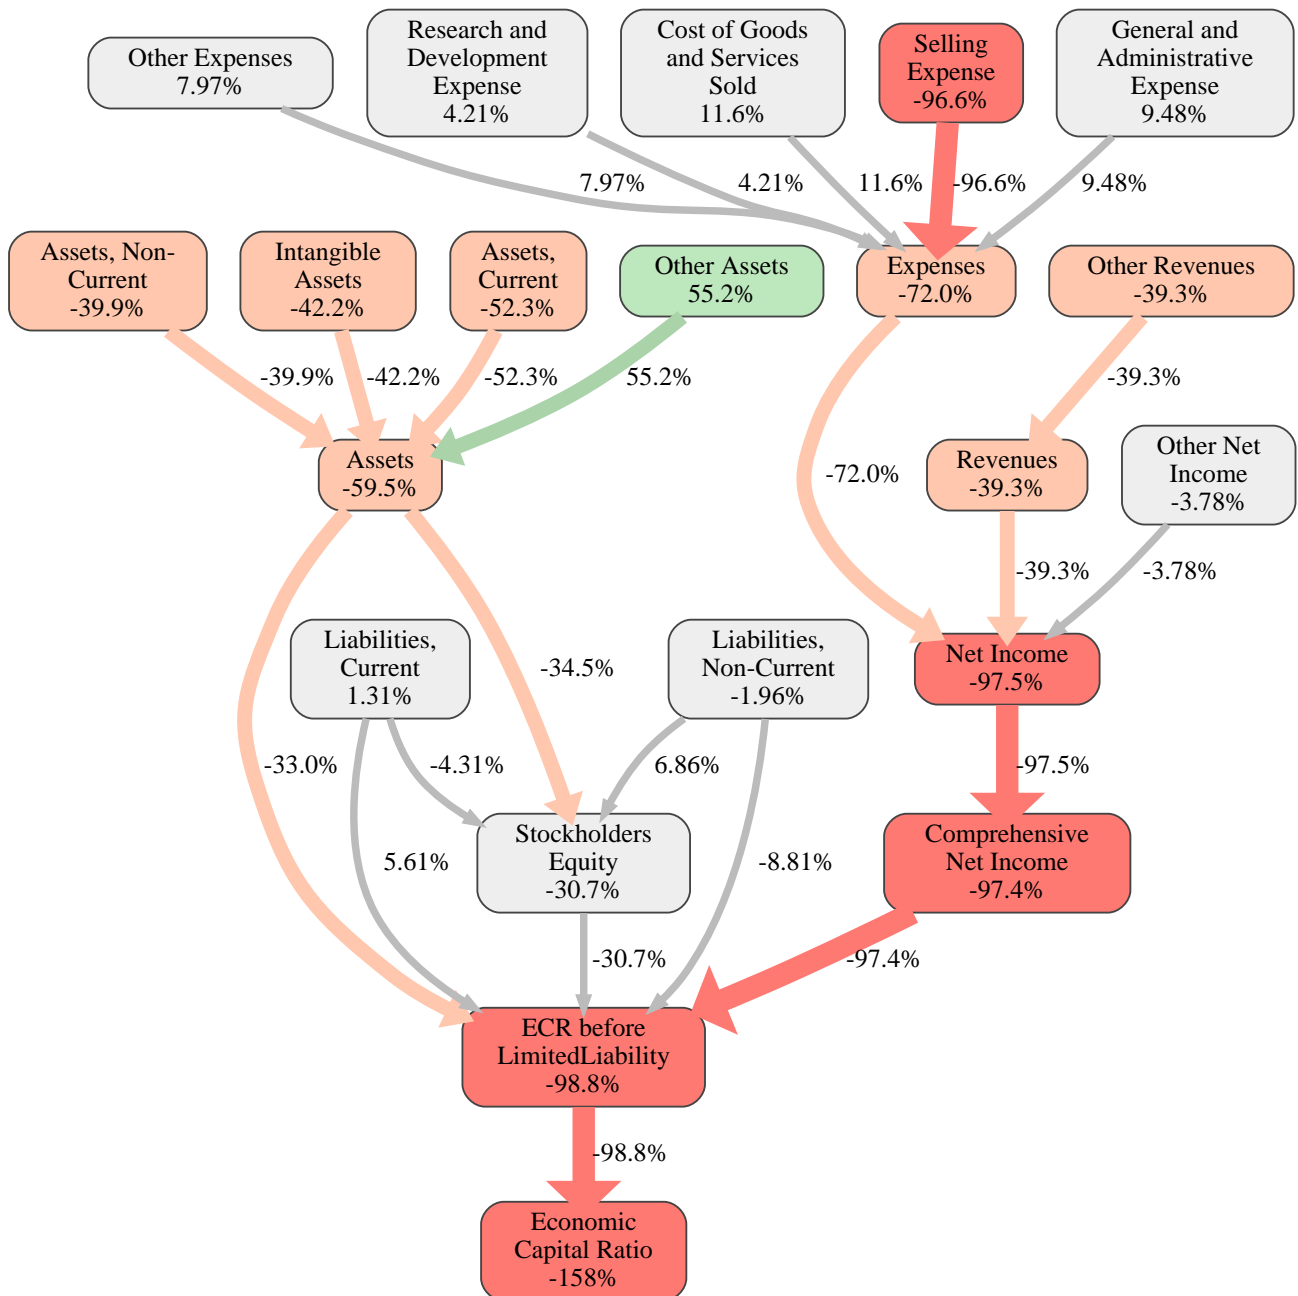 Other Expenses
7.97%
Research and
Development
Expense
4.21%
Cost of Goods
and Services
Sold
11.6%
Selling
Expense
-96.6%
General and
Administrative
Expense
9.48%
7.97%
4.21%
11.6%
-96.6%
9.48%
Assets, Non-
Current
-39.9%
Intangible
Assets
-42.2%
Assets,
Current
-52.3%
Other Assets
55.2%
Expenses
-72.0%
Other Revenues
-39.3%
-39.9%
-42.2%
-52.3%
55.2%
-39.3%
Assets
-59.5%
-72.0%
Revenues
-39.3%
Other Net
Income
-3.78%
-39.3%
-3.78%
Liabilities,
Current
1.31%
-34.5%
Liabilities,
Non-Current
-1.96%
Net Income
-97.5%
-33.0%
-4.31%
6.86%
-97.5%
5.61%
Stockholders
Equity
-30.7%
-8.81%
Comprehensive
Net Income
-97.4%
-30.7%
-97.4%
ECR before
LimitedLiability
-98.8%
-98.8%
Economic
Capital Ratio
-158%